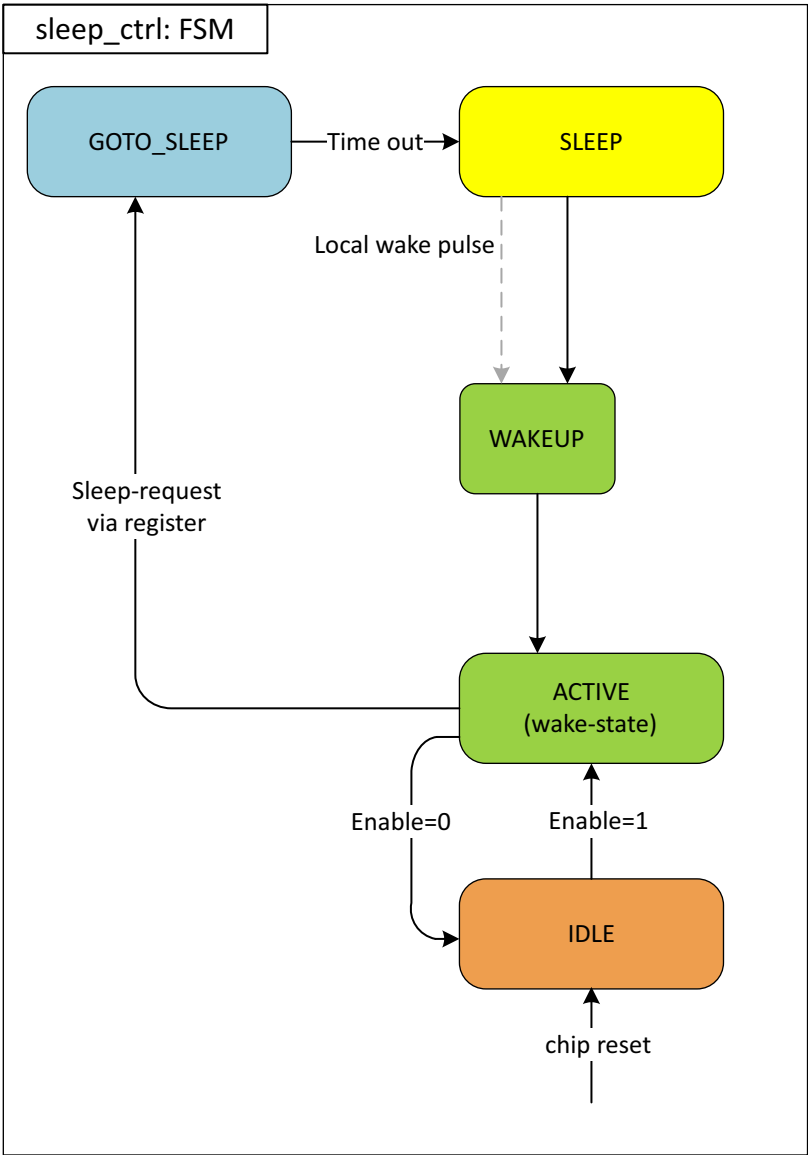 sleep_ctrl: FSM
GOTO_SLEEP
Time out
SLEEP
Local wake pulse
WAKEUP
Sleep-request
via register
ACTIVE
(wake-state)
Enable=0
Enable=1
IDLE
chip reset